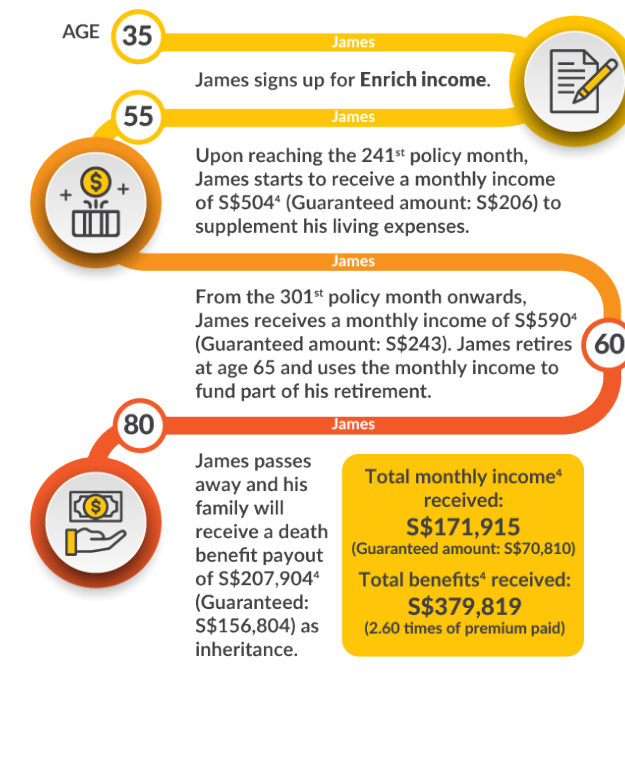 AGE 35
James
James signs up for Enrich income.
55
James
Upon reaching the 241st policy month,
James starts to receive a monthly income
of S$504⁴ (Guaranteed amount: S$206) to
supplement his living expenses.
$
James
From the 301st policy month onwards,
James receives a monthly income of S$590⁴
(Guaranteed amount: S$243). James retires
at age 65 and uses the monthly income to
fund part of his retirement.
60
80
James
James passes
away and his
family will
receive a death
benefit payout
of S$207,904⁴
(Guaranteed:
S$156,804) as
inheritance.
$
Total monthly income⁴
received:
S$171,915
(Guaranteed amount: S$70,810)
Total benefits⁴ received:
S$379,819
(2.60 times of premium paid)